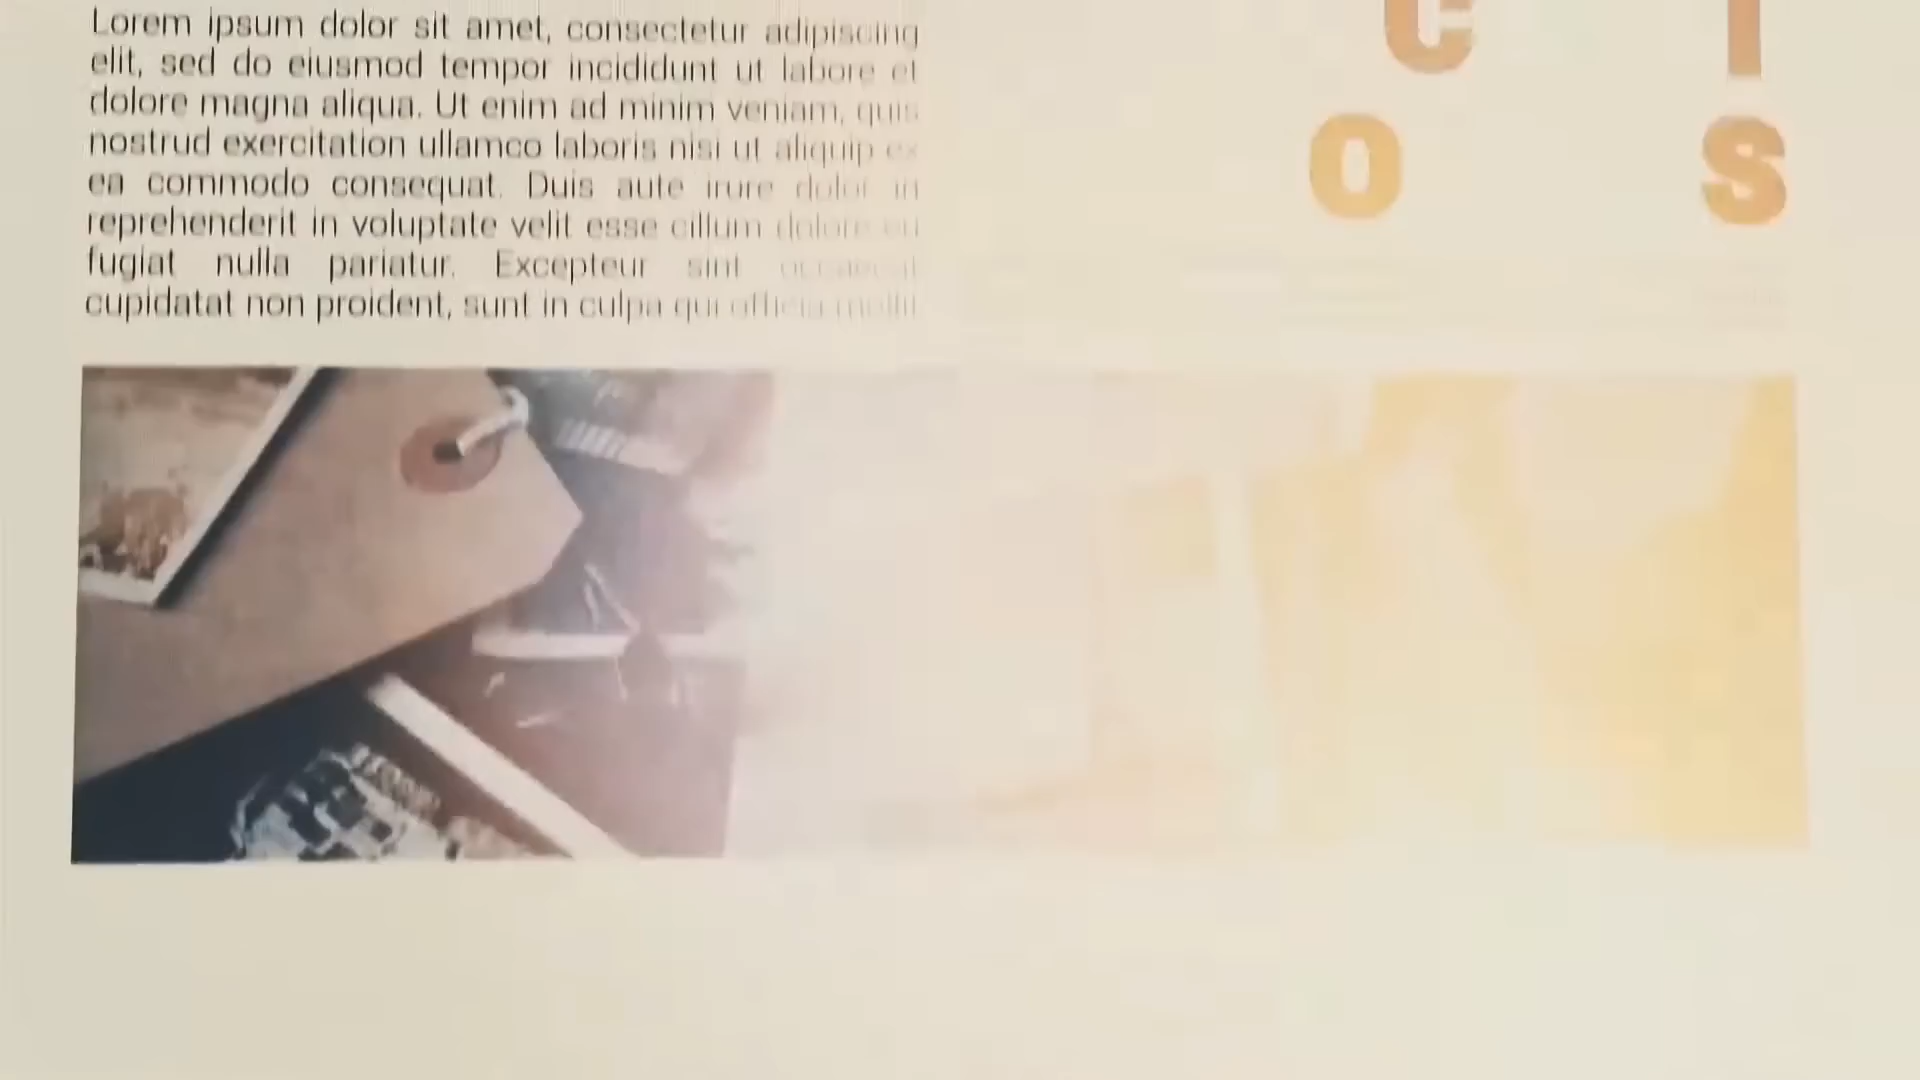 Lorem ipsum dolor sit amet, consectetur adipiscing
elit, sed do eiusmod tempor incididunt ut labore et
dolore magna aliqua. Ut enim ad minim veniam, quis
nostrud exercitation ullamco laboris nisi ut aliquip ex
ea commodo consequat. Duis aute irure dolor in
reprehenderit in voluptate velit esse cillum dolore eu
fugiat nulla pariatur. Excepteur sint occaecat
cupidatat non proident, sunt in culpa qui officia mollit
C
O S